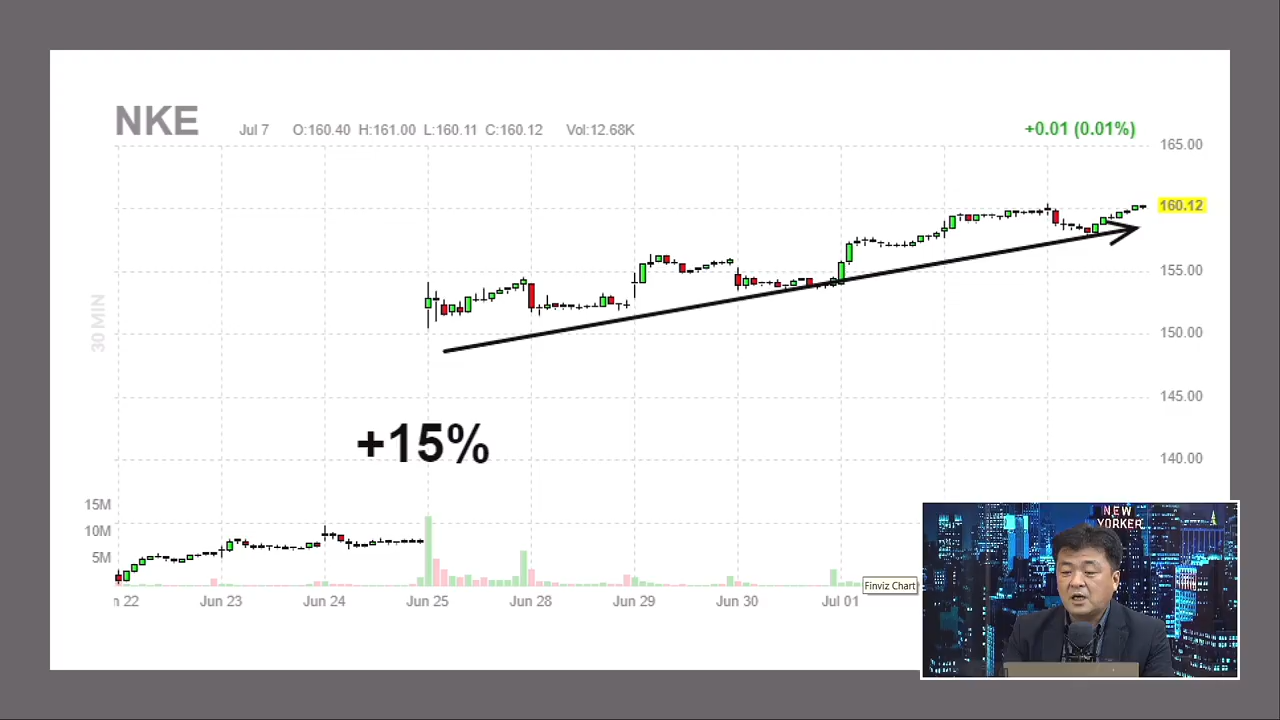 NKE Jul 7 O:160.40 H:161.00 L:160.11 C:160.12 Vol:12.68K +0.01 (0.01%)
165.00
160.12
155.00
150.00
145.00
140.00
30 MIN
+15%
15M
10M
5M
n 22 Jun 23 Jun 24 Jun 25 Jun 28 Jun 29 Jun 30 Jul 01
Finviz Chart
NEW
YORKER